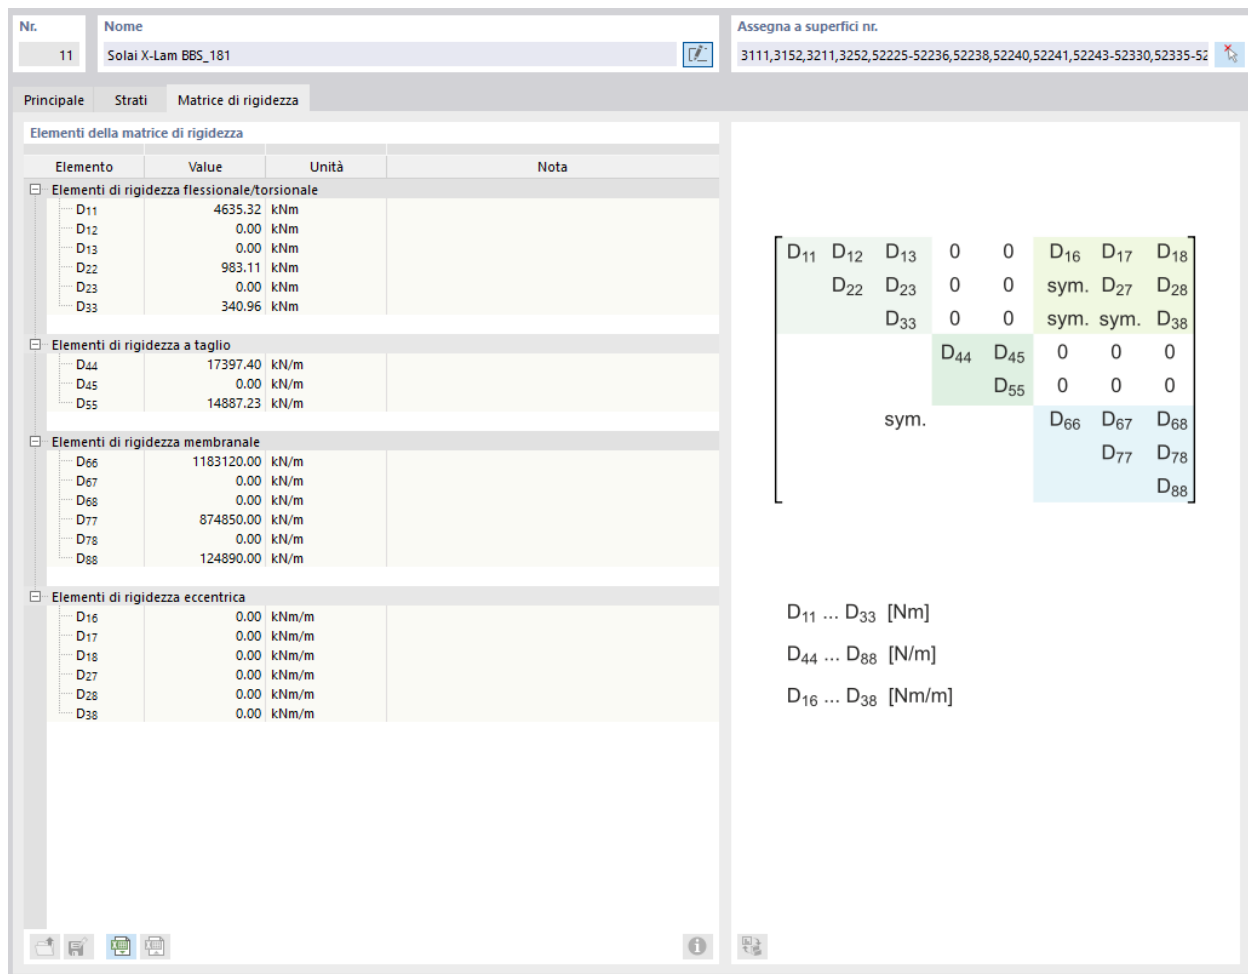 Nr.
Nome
Assegna a superfici nr.
11
Solai X-Lam BBS_181
3111,3152,3211,3252,52225-52236,52238,52240,52241,52243-52330,52335-52
Principale Strati Matrice di rigidezza
Elementi della matrice di rigidezza
Elemento Value Unità Nota
Elementi di rigidezza flessionale/torsionale
D11 4635.32 kNm
D12 0.00 kNm
D13 0.00 kNm
D22 983.11 kNm
D23 0.00 kNm
D33 340.96 kNm
Elementi di rigidezza a taglio
D44 17397.40 kN/m
D45 0.00 kN/m
D55 14887.23 kN/m
Elementi di rigidezza membranale
D66 1183120.00 kN/m
D67 0.00 kN/m
D68 0.00 kN/m
D77 874850.00 kN/m
D78 0.00 kN/m
D88 124890.00 kN/m
Elementi di rigidezza eccentrica
D16 0.00 kNm/m
D17 0.00 kNm/m
D18 0.00 kNm/m
D27 0.00 kNm/m
D28 0.00 kNm/m
D38 0.00 kNm/m
D11 D12 D13 0 0 D16 D17 D18
D22 D23 0 0 sym. D27 D28
D33 0 0 sym. sym. D38
D44 D45 0 0 0
D55 0 0 0
sym. D66 D67 D68
D77 D78
D88
D11 ... D33 [Nm]
D44 ... D88 [N/m]
D16 ... D38 [Nm/m]